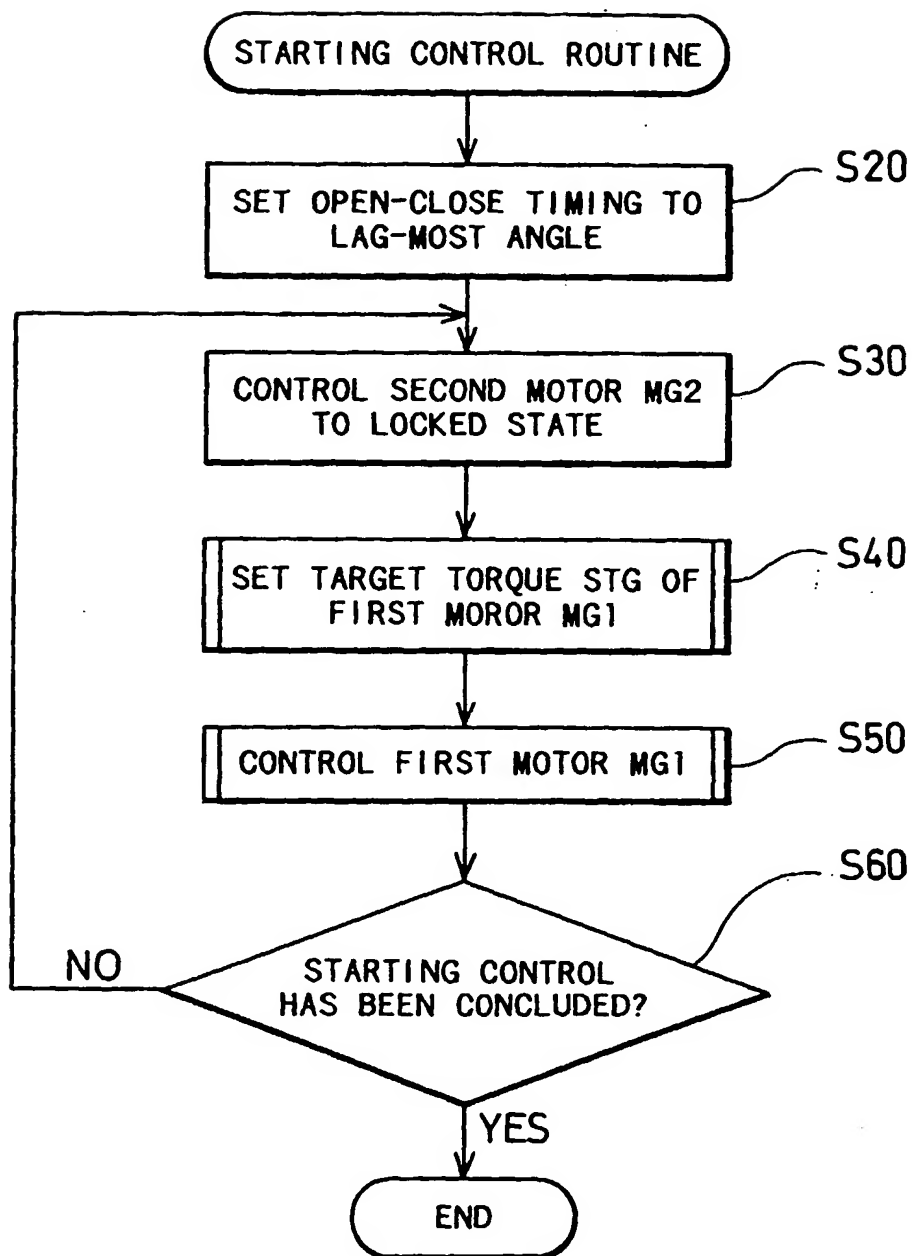 STARTING CONTROL ROUTINE
S20
SET OPEN-CLOSE TIMING TO
LAG-MOST ANGLE
S30
CONTROL SECOND MOTOR MG2
TO LOCKED STATE
S40
SET TARGET TORQUE STG OF
FIRST MOROR MG1
S50
CONTROL FIRST MOTOR MG1
S60
STARTING CONTROL
HAS BEEN CONCLUDED?
NO
YES
END